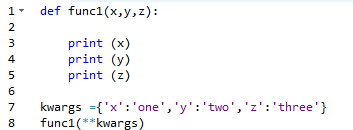 1 def func1(x,y,z):
2
3     print (x)
4     print (y)
5     print (z)
6
7 kwargs ={'x':'one','y':'two','z':'three'}
8 func1(**kwargs)